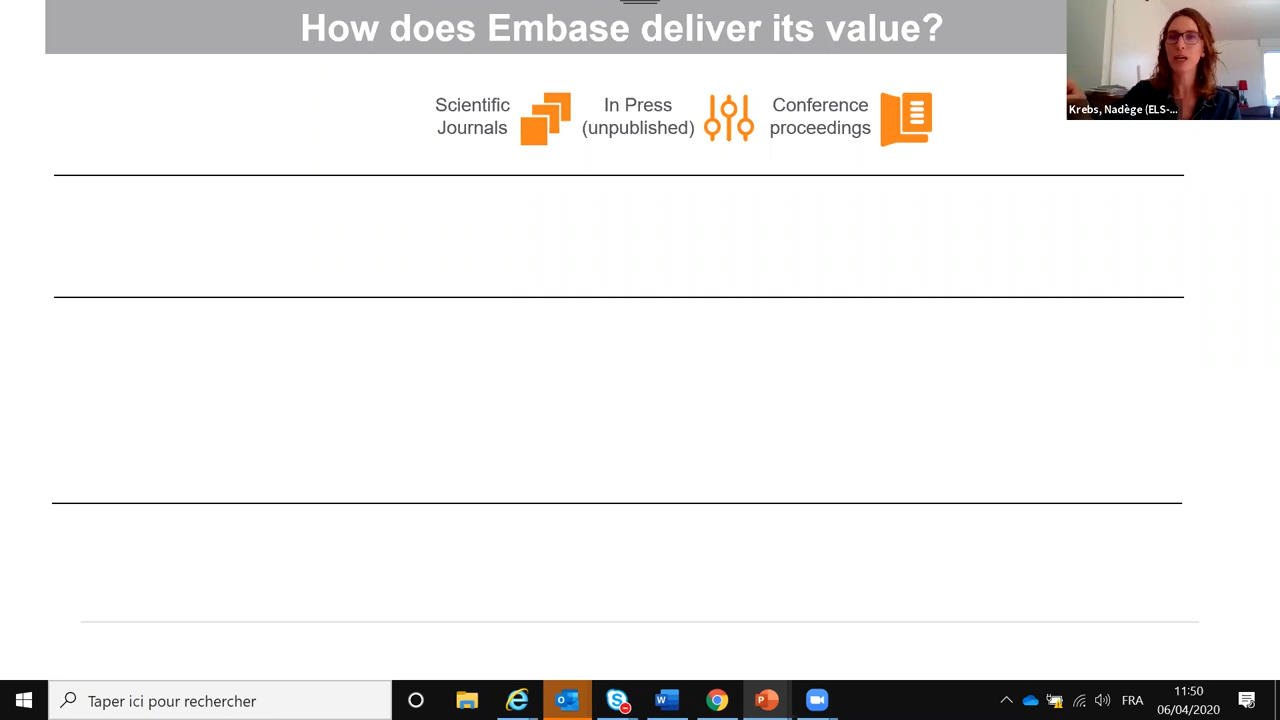 How does Embase deliver its value?
Scientific
Journals
In Press
(unpublished)
Conference
proceedings
Krebs, Nadège (ELS-...
Taper ici pour rechercher
FRA
11:50
06/04/2020